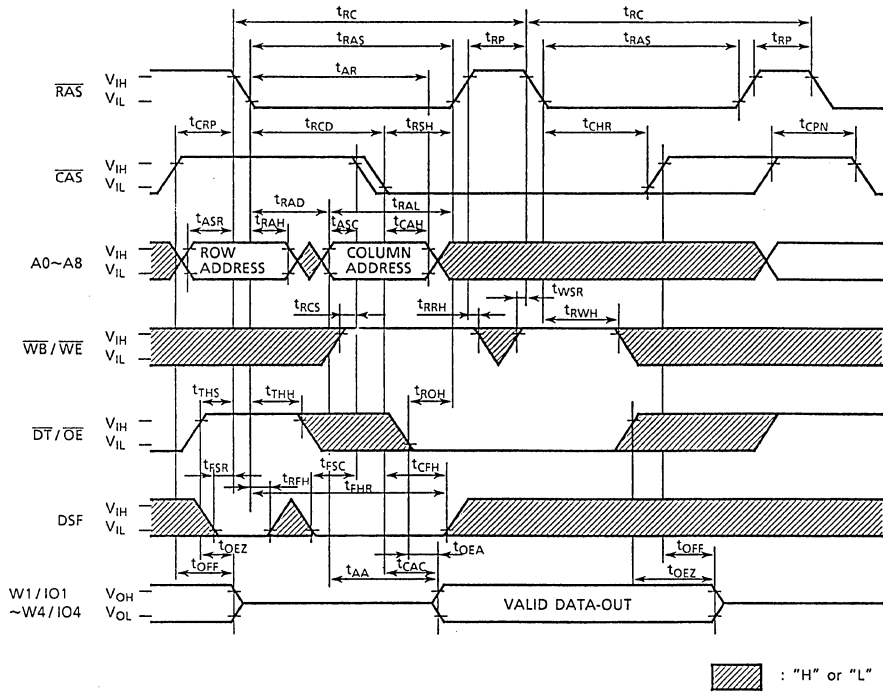 tRC tRC
tRAS tRP tRAS tRP
tAR
RAS VIH
VIL
tCRP tRCD tRSH tCHR tCPN
CAS VIH
VIL
tRAD tRAL
tASR tRAH tASC tCAH
A0~A8 VIH
VIL
ROW ADDRESS COLUMN ADDRESS
tWSR
tRCS tRRH tRWH
WB / WE VIH
VIL
tTHS tTHH tROH
DT / OE VIH
VIL
tFSR tRFH tFSC tCFH
tFHR
DSF VIH
VIL
tOEZ tOEA tOFF
tOFF tAA tCAC tOEZ
W1 / IO1
~W4 / IO4
VOH
VOL
VALID DATA-OUT
: "H" or "L"